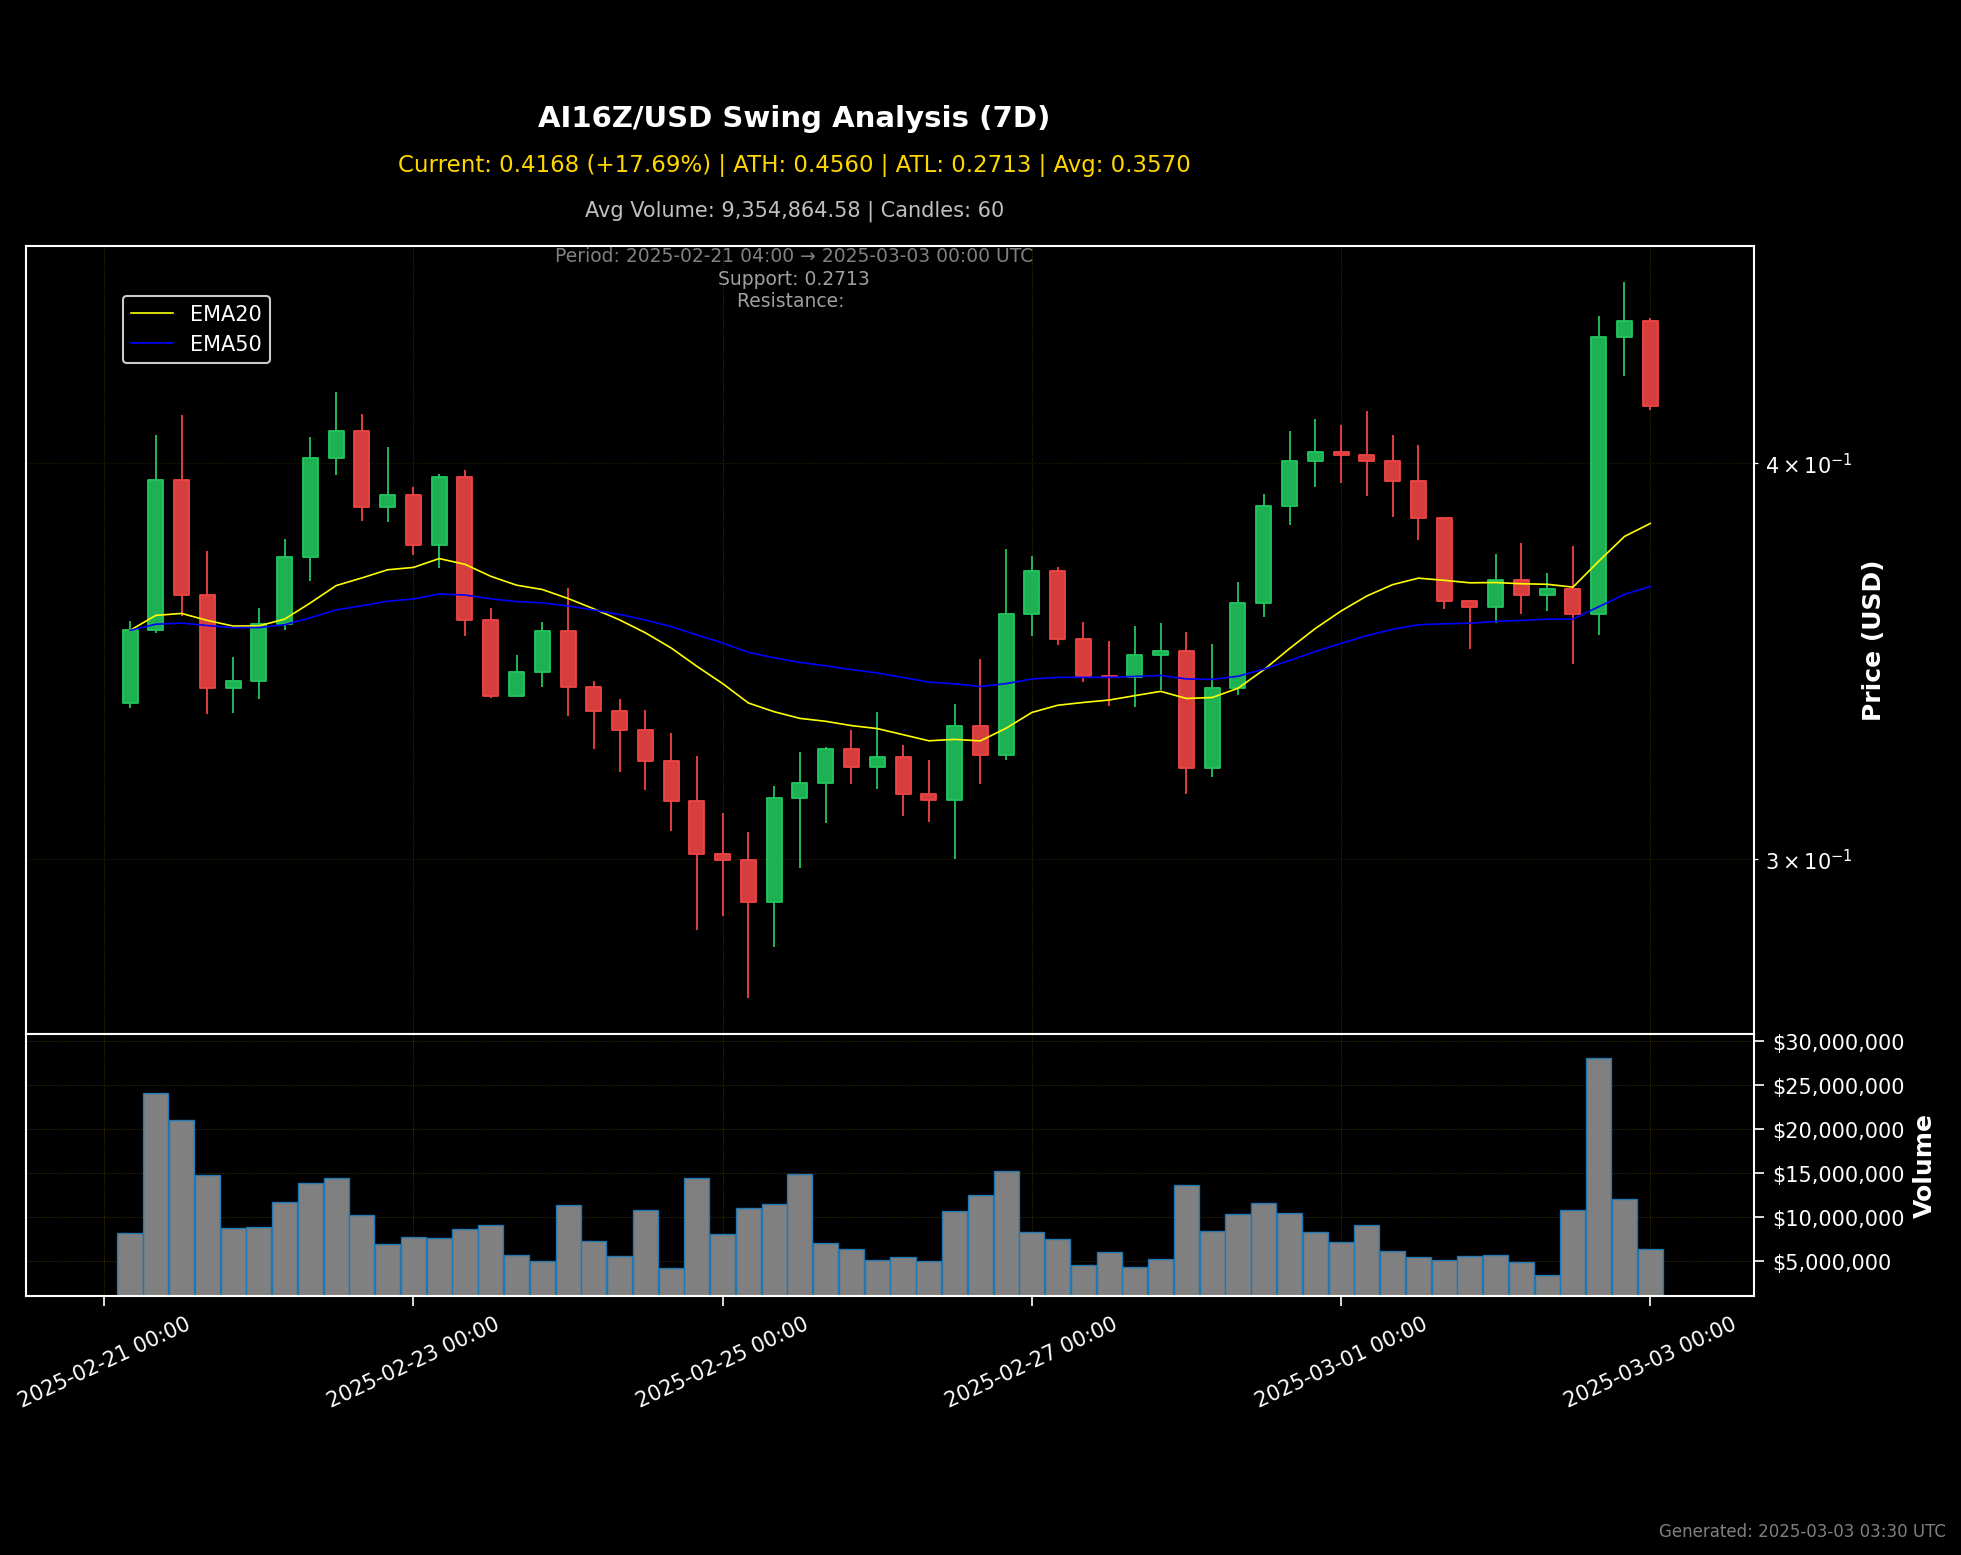 AI16Z/USD Swing Analysis (7D)
Current: 0.4168 (+17.69%) | ATH: 0.4560 | ATL: 0.2713 | Avg: 0.3570
Avg Volume: 9,354,864.58 | Candles: 60
Period: 2025-02-21 04:00 → 2025-03-03 00:00 UTC
Support: 0.2713
Resistance:
EMA20
EMA50
4 × 10⁻¹
3 × 10⁻¹
Price (USD)
$30,000,000
$25,000,000
$20,000,000
$15,000,000
$10,000,000
$5,000,000
Volume
2025-02-21 00:00
2025-02-23 00:00
2025-02-25 00:00
2025-02-27 00:00
2025-03-01 00:00
2025-03-03 00:00
Generated: 2025-03-03 03:30 UTC